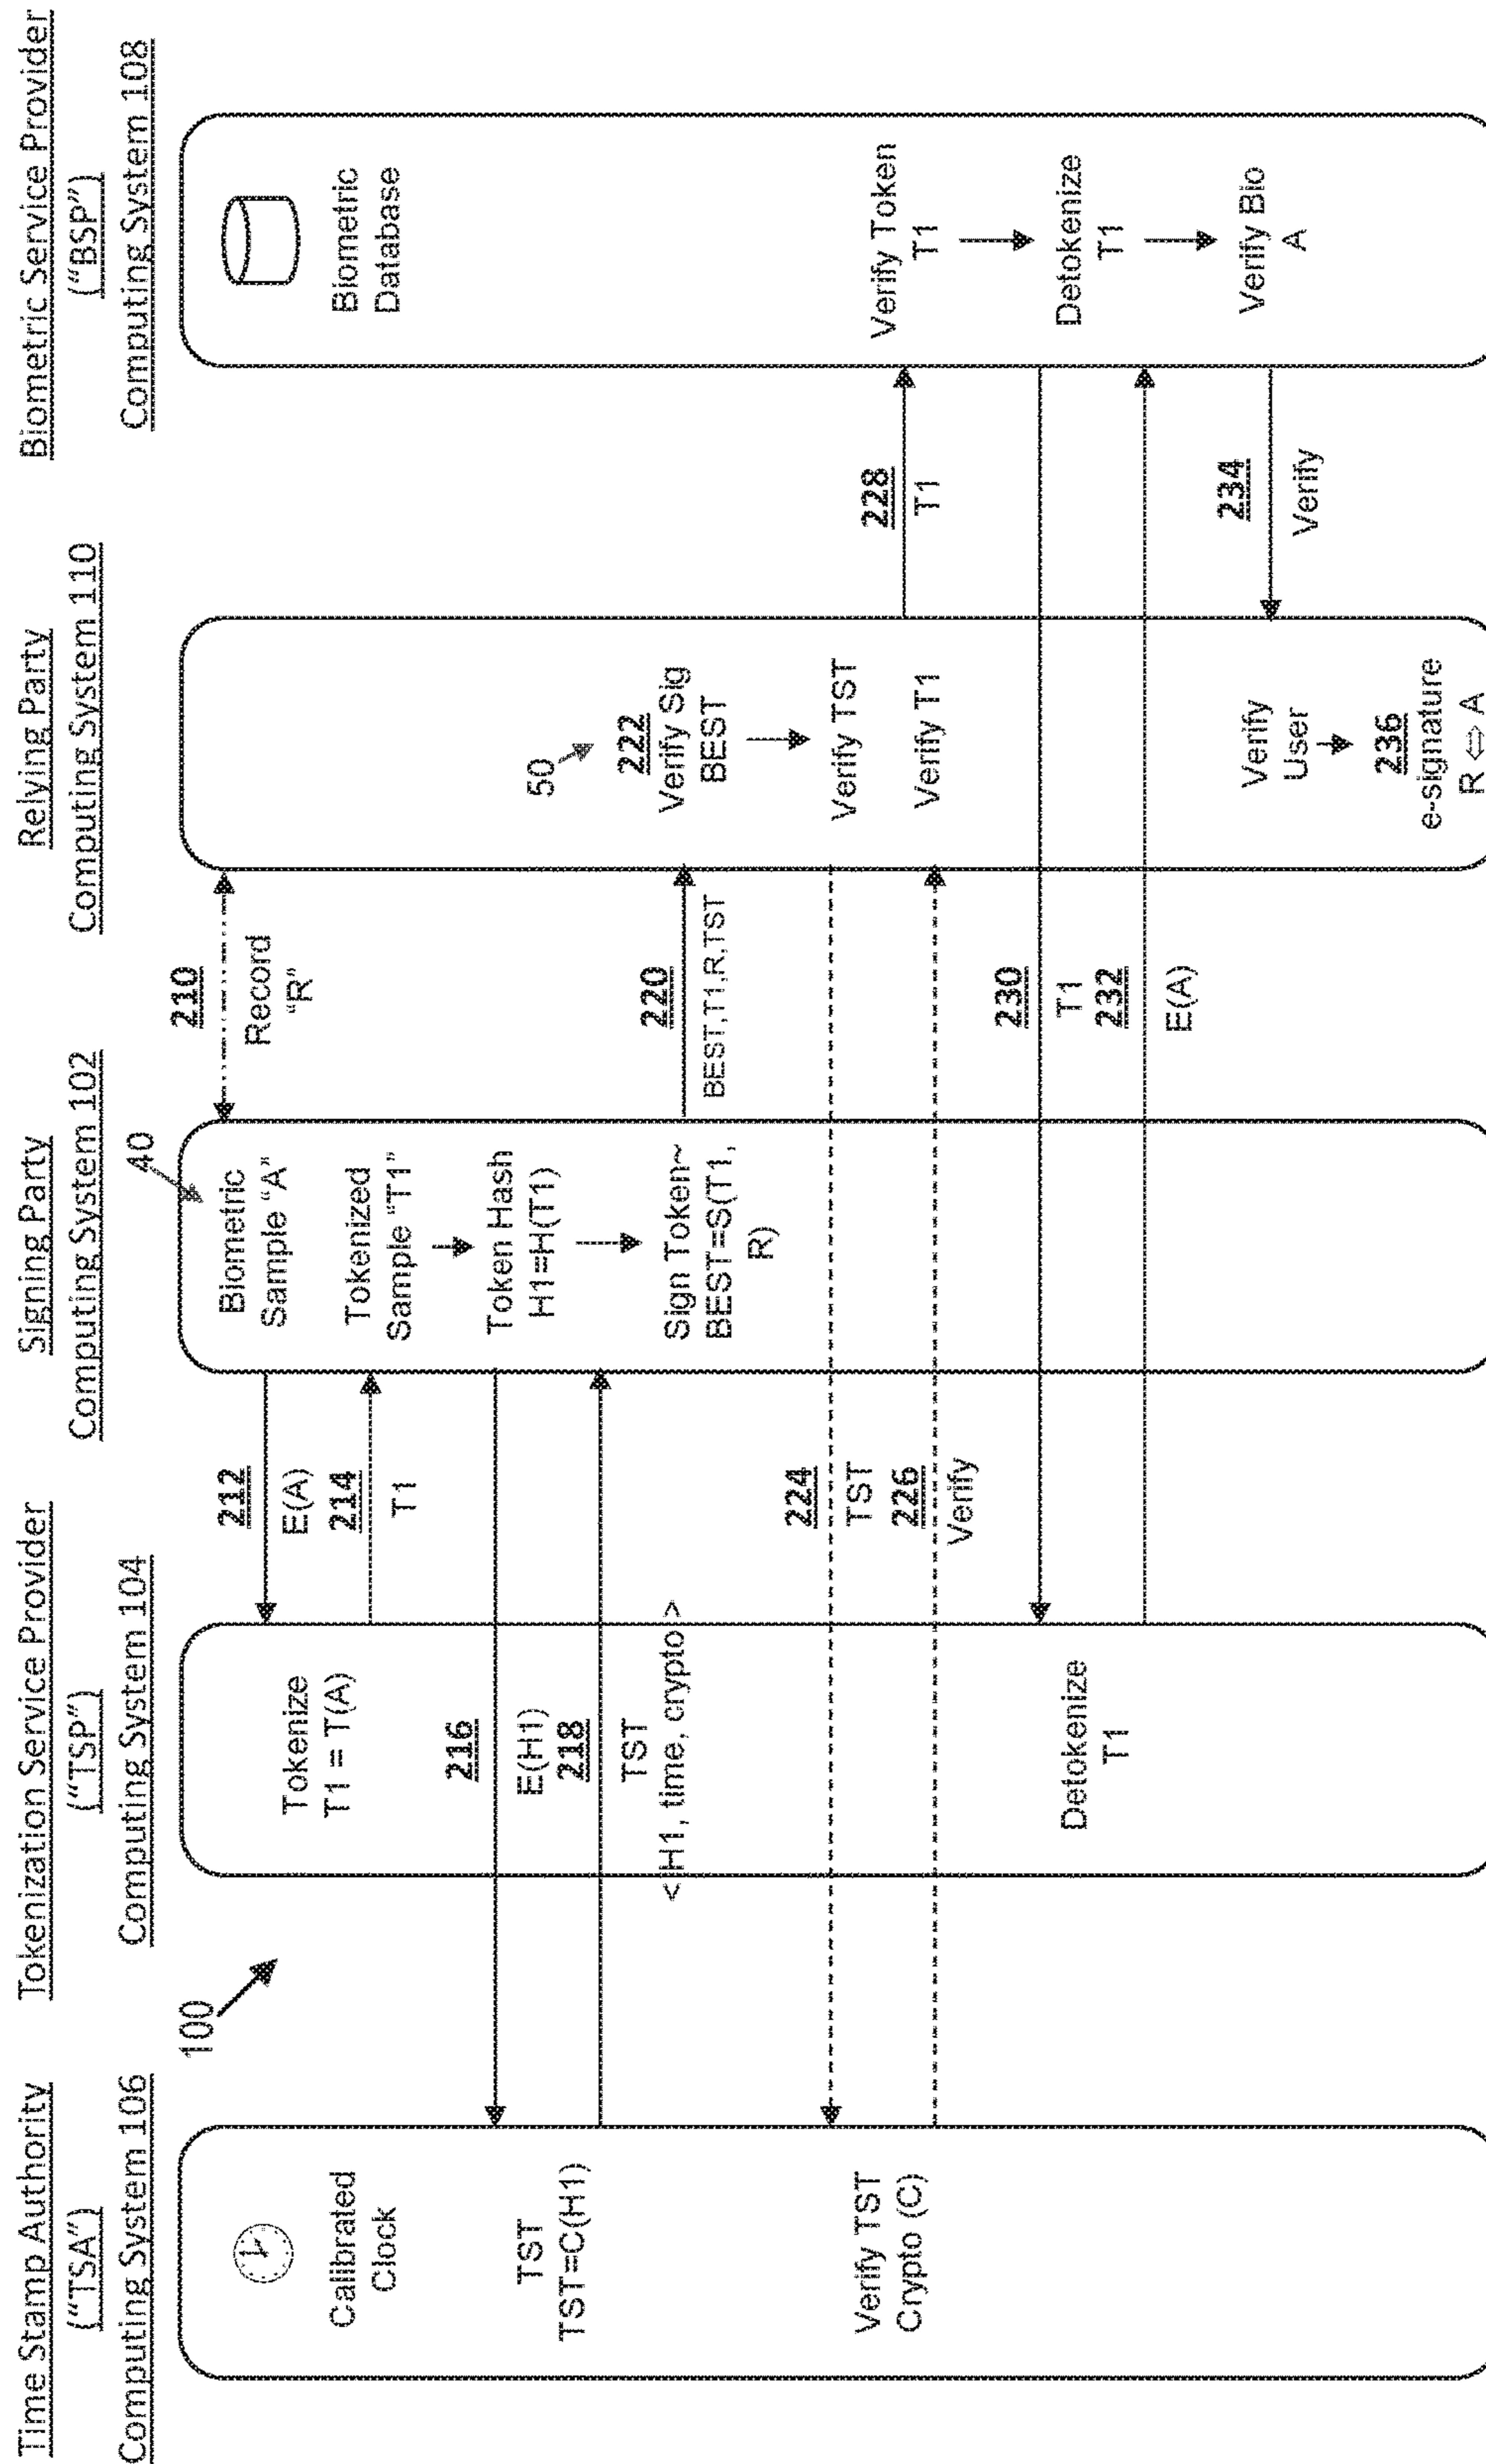 Time Stamp Authority
("TSA")
Computing System 106
Tokenization Service Provider
("TSP")
Computing System 104
Signing Party
Computing System 102
Relying Party
Computing System 110
Biometric Service Provider
("BSP")
Computing System 108
100
Calibrated
Clock
TST
TST=C(H1)
Verify TST
Crypto (C)
Tokenize
T1 = T(A)
216
E(H1)
218
TST
<H1, time, crypto>
Detokenize
T1
212
E(A)
214
T1
224
TST
226
Verify
40
Biometric
Sample "A"
Tokenized
Sample "T1"
Token Hash
H1=H(T1)
Sign Token~
BEST=S(T1,
R)
210
Record
"R"
220
BEST,T1,R,TST
230
T1
232
E(A)
50
222
Verify Sig
BEST
Verify TST
Verify T1
Verify
User
236
e-signature
R ⇔ A
228
T1
234
Verify
Biometric
Database
Verify Token
T1
Detokenize
T1
Verify Bio
A